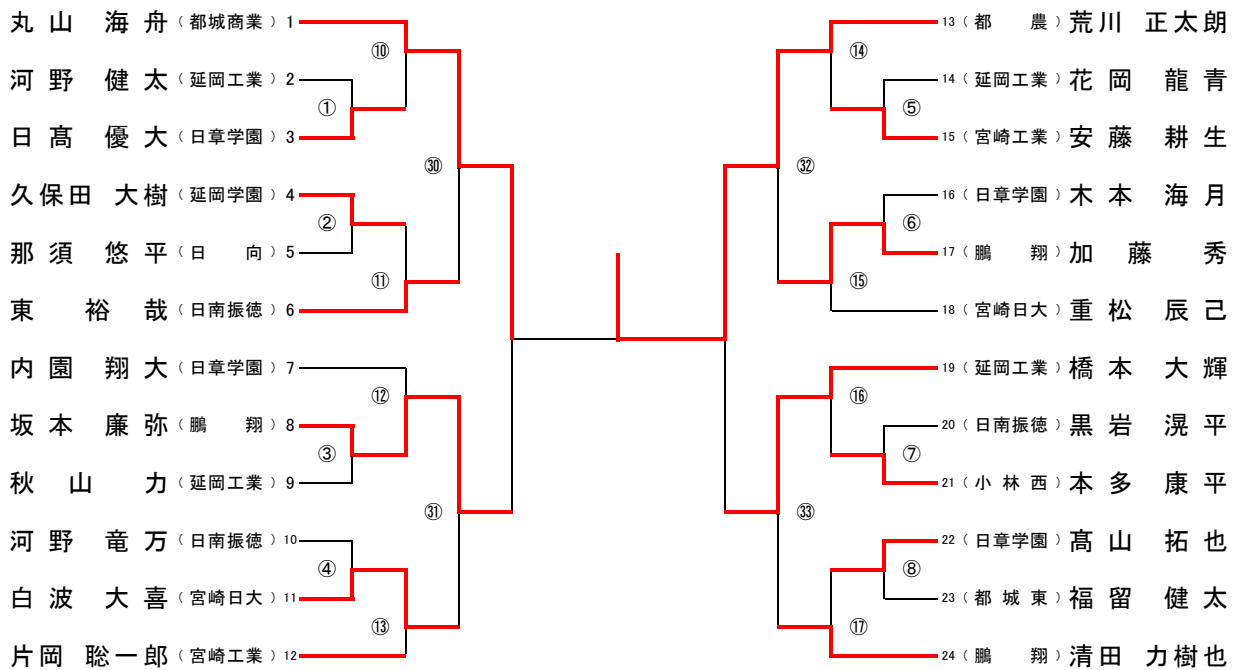 丸山 海舟（都城商業）1
⑩
河野 健太（延岡工業）2
①
日髙 優大（日章学園）3
㉚
久保田 大樹（延岡学園）4
②
那須 悠平（日 向）5
⑪
東 裕哉（日南振徳）6
内園 翔大（日章学園）7
⑫
坂本 廉弥（鵬 翔）8
③
秋山 力（延岡工業）9
㉛
河野 竜万（日南振徳）10
④
白波 大喜（宮崎日大）11
⑬
片岡 聡一郎（宮崎工業）12
13（都 農）荒川 正太朗
⑭
14（延岡工業）花岡 龍青
⑤
15（宮崎工業）安藤 耕生
㉜
16（日章学園）木本 海月
⑥
17（鵬 翔）加藤 秀
⑮
18（宮崎日大）重松 辰己
19（延岡工業）橋本 大輝
⑯
20（日南振徳）黒岩 滉平
⑦
21（小林西）本多 康平
㉝
22（日章学園）髙山 拓也
⑧
23（都城東）福留 健太
⑰
24（鵬 翔）清田 力樹也